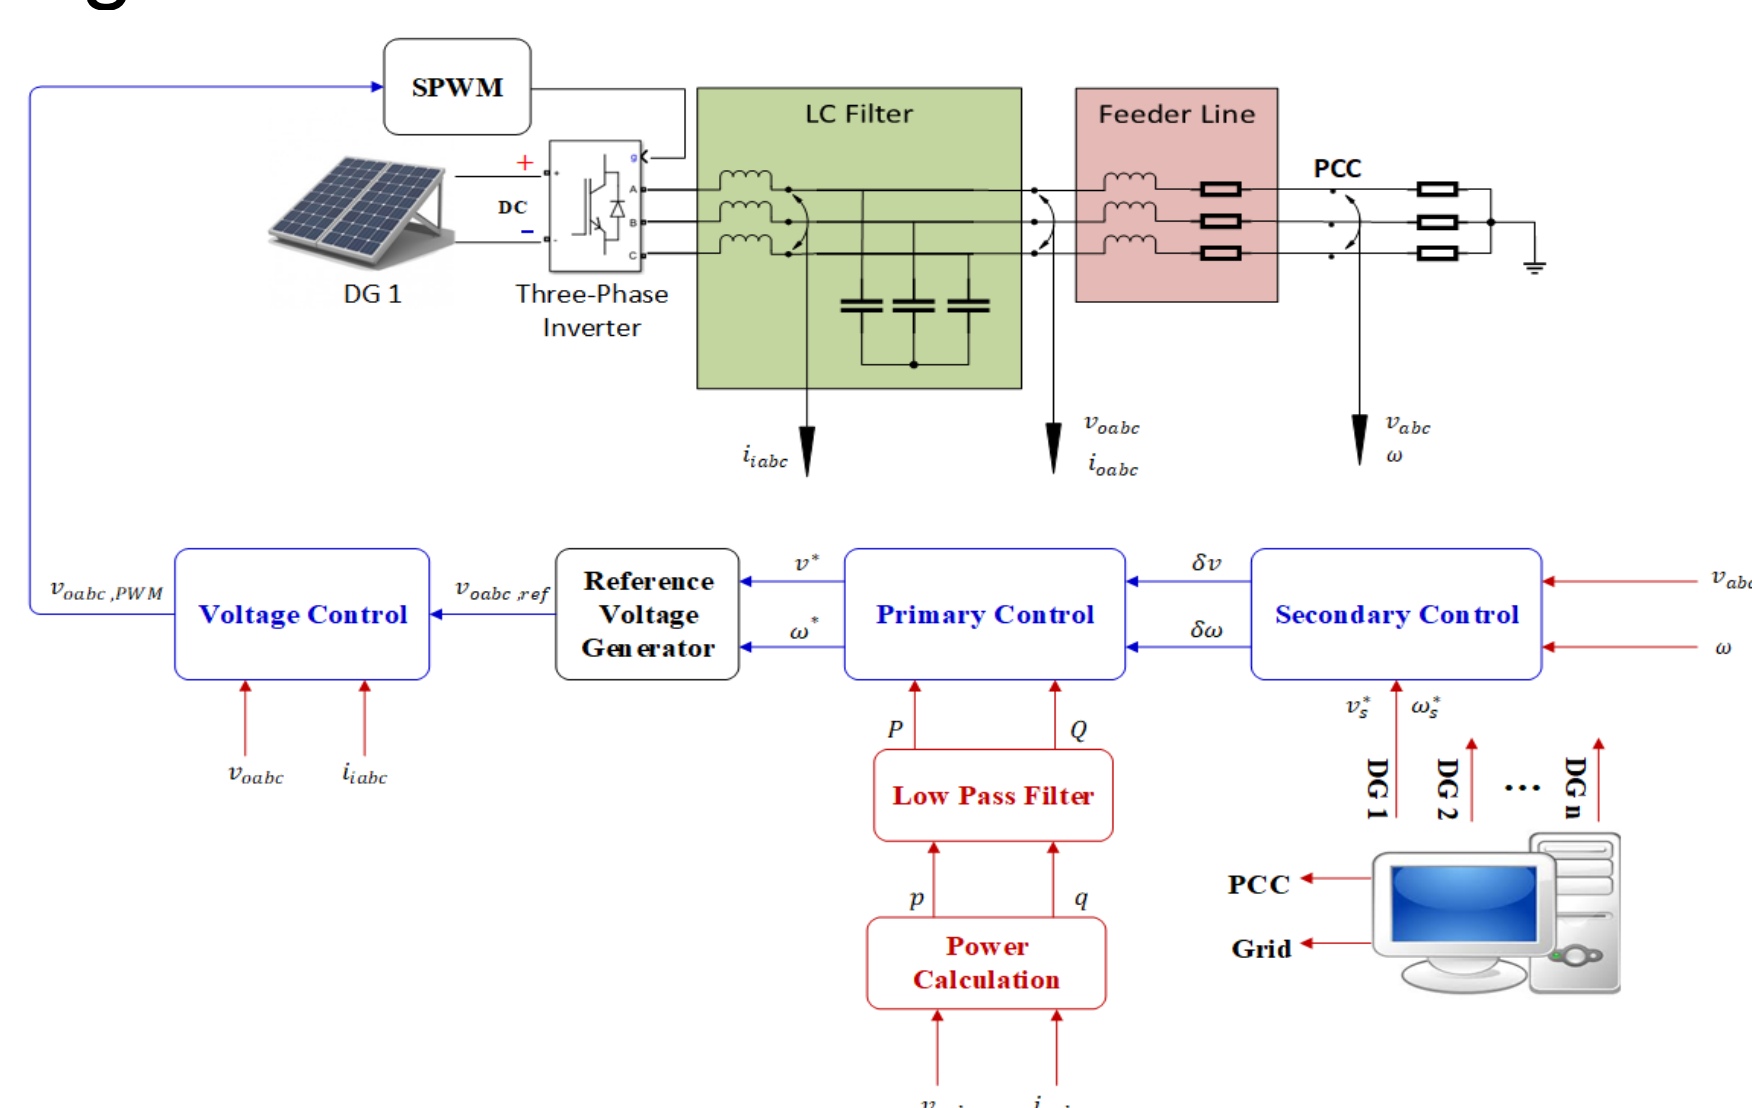 SPWM
LC Filter
Feeder Line
PCC
+
DC
−
g
+
-
A
B
C
DG 1
Three-Phase
Inverter
i_iabc
v_oabc
i_oabc
v_abc
ω
v_oabc,PWM
Voltage Control
v_oabc,ref
Reference
Voltage
Generator
v*
ω*
Primary Control
δv
δω
Secondary Control
v_abc
ω
v_oabc
i_iabc
P
Q
v_s*
ω_s*
Low Pass Filter
DG 1
DG 2
...
DG n
p
q
PCC
Grid
Power
Calculation